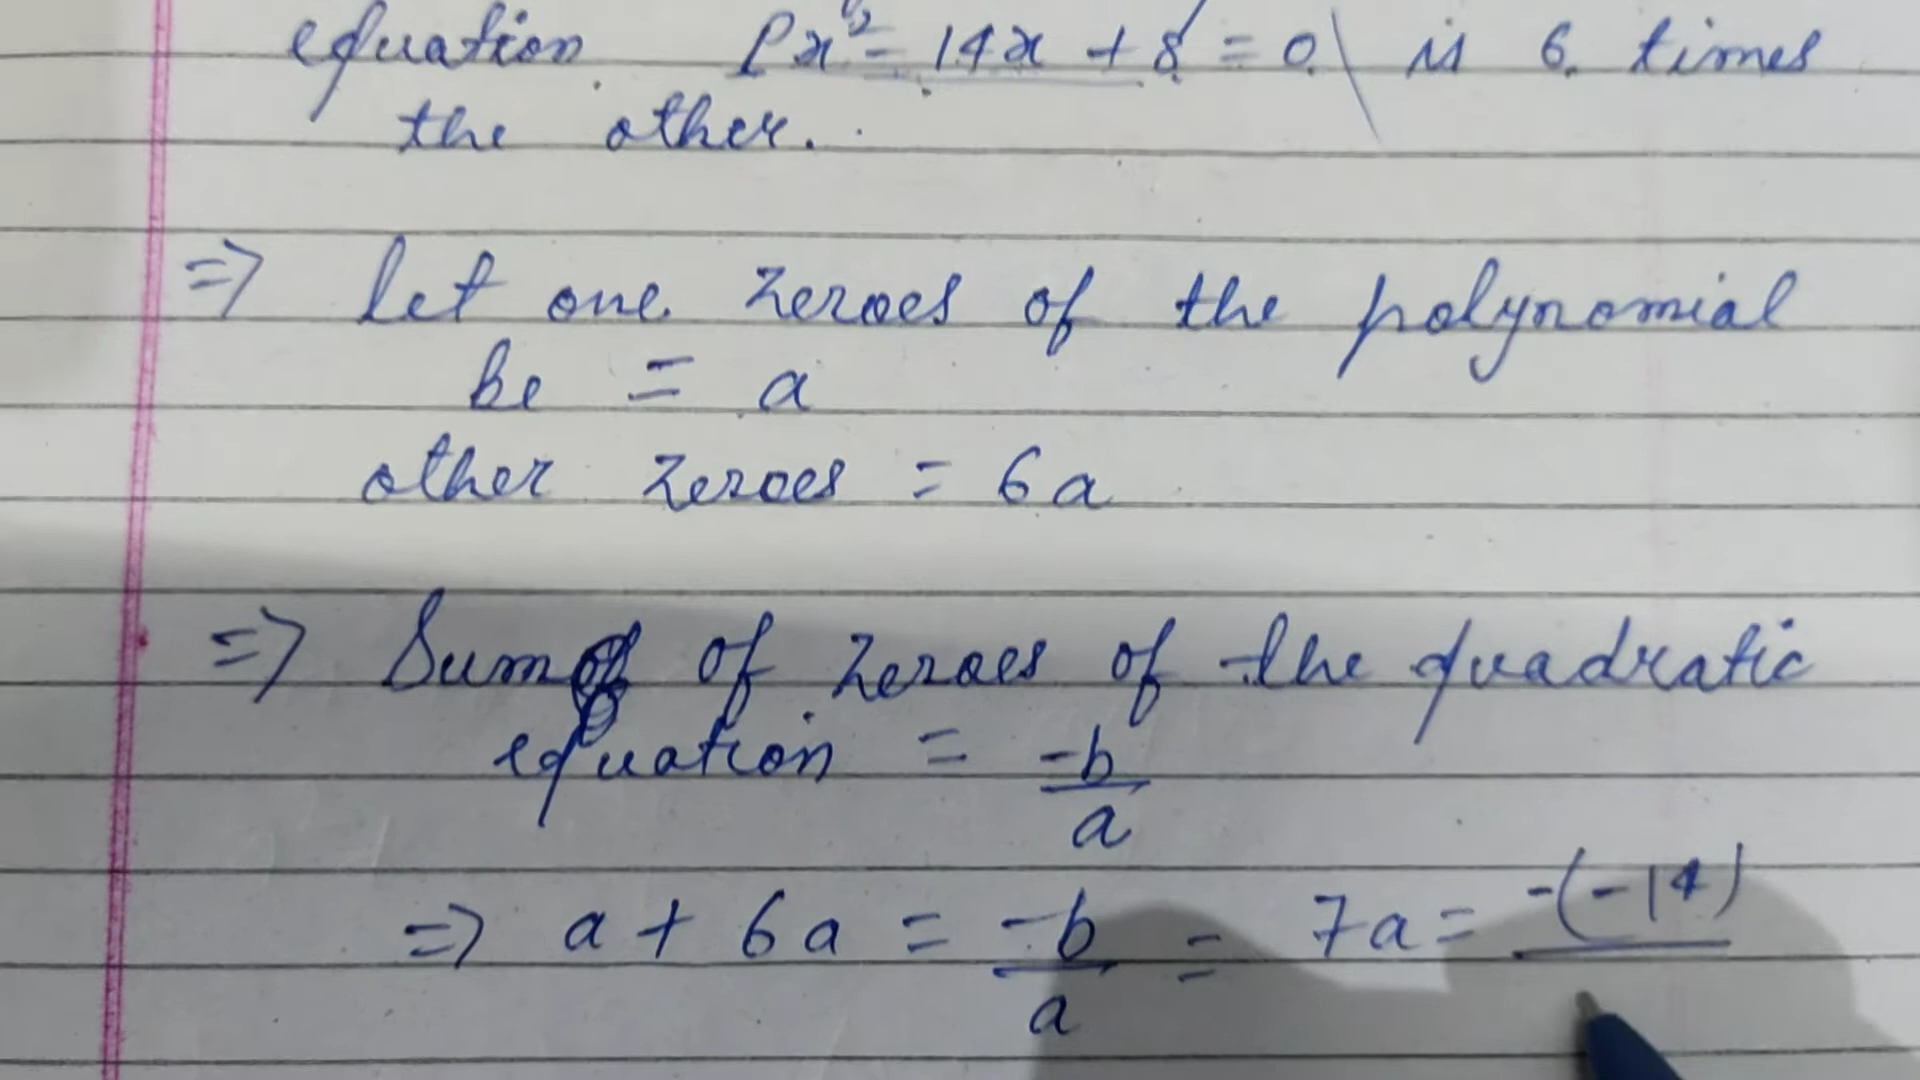 equation px² - 14x + 8 = 0 is 6 times
the other.
=> Let one zeroes of the polynomial
be = a
other zeroes = 6a
=> Sum of zeroes of the quadratic
equation = -b/a
=> a + 6a = -b/a = 7a = -(-14)